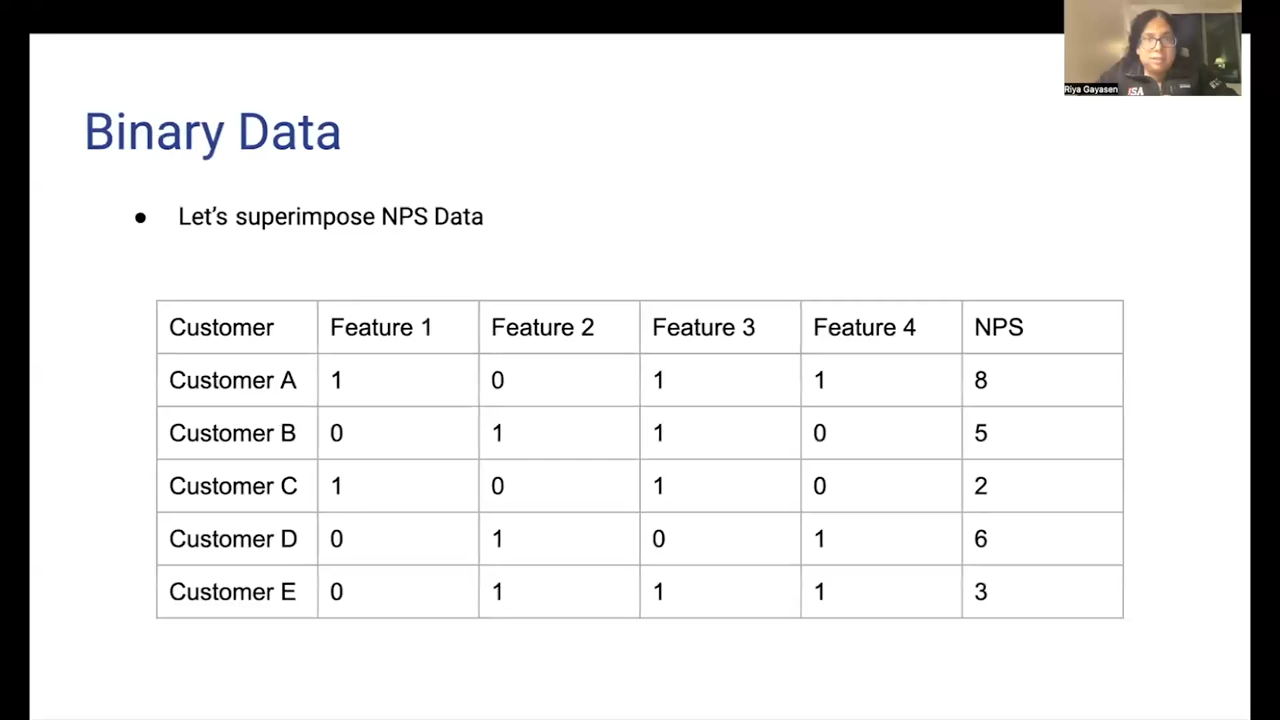 Riya Gayasen
Binary Data
● Let's superimpose NPS Data
Customer Feature 1 Feature 2 Feature 3 Feature 4 NPS
Customer A 1 0 1 1 8
Customer B 0 1 1 0 5
Customer C 1 0 1 0 2
Customer D 0 1 0 1 6
Customer E 0 1 1 1 3